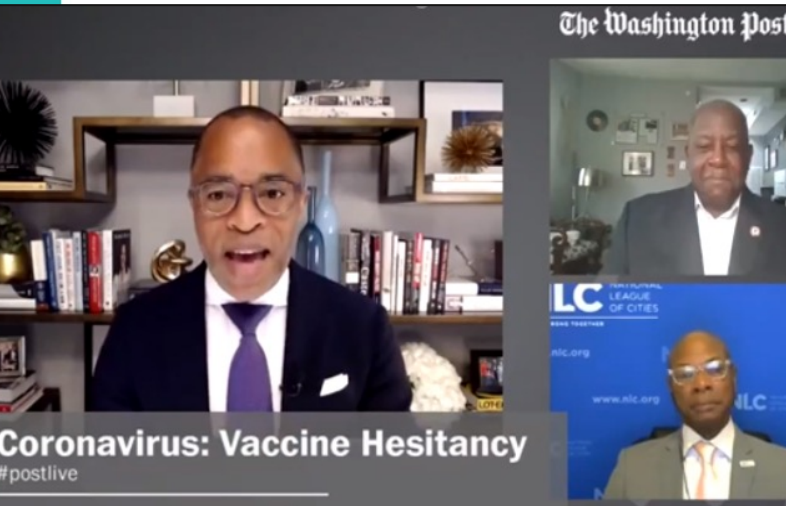 The Washington Post
NLC
NATIONAL
LEAGUE
OF CITIES
nlc.org
www.nlc.org
NLC
Coronavirus: Vaccine Hesitancy
#postlive